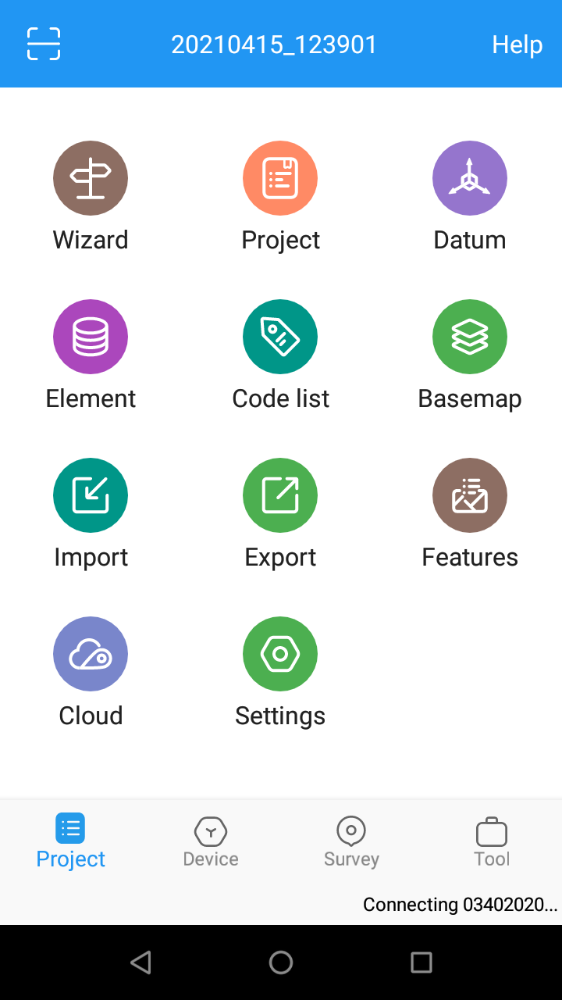 20210415_123901 Help
Wizard Project Datum
Element Code list Basemap
Import Export Features
Cloud Settings
Project Device Survey Tool
Connecting 03402020...